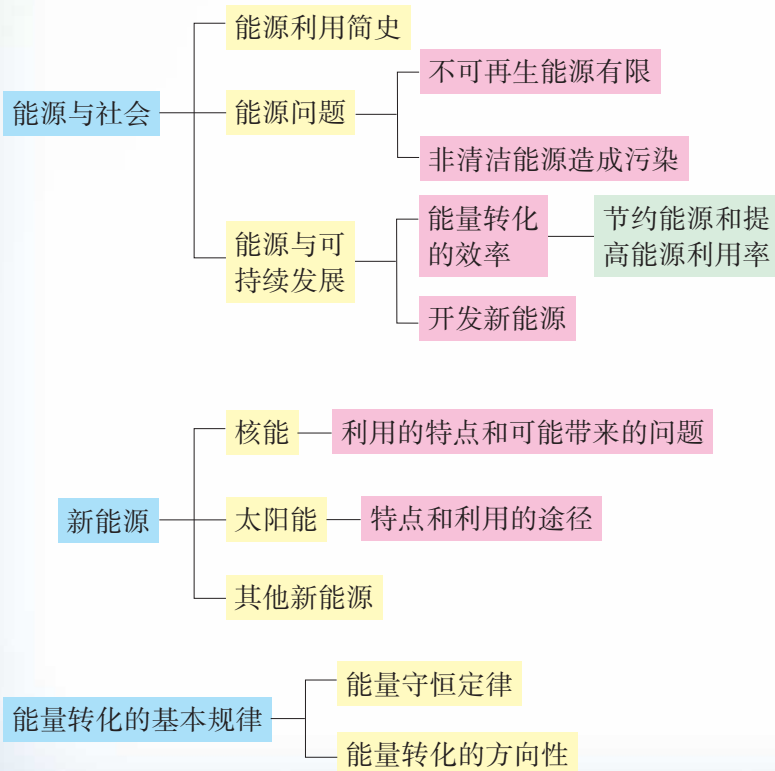 能源利用简史
不可再生能源有限
能源与社会
能源问题
非清洁能源造成污染
能量转化
的效率
节约能源和提
高能源利用率
能源与可
持续发展
开发新能源
核能
利用的特点和可能带来的问题
新能源
太阳能
特点和利用的途径
其他新能源
能量守恒定律
能量转化的基本规律
能量转化的方向性